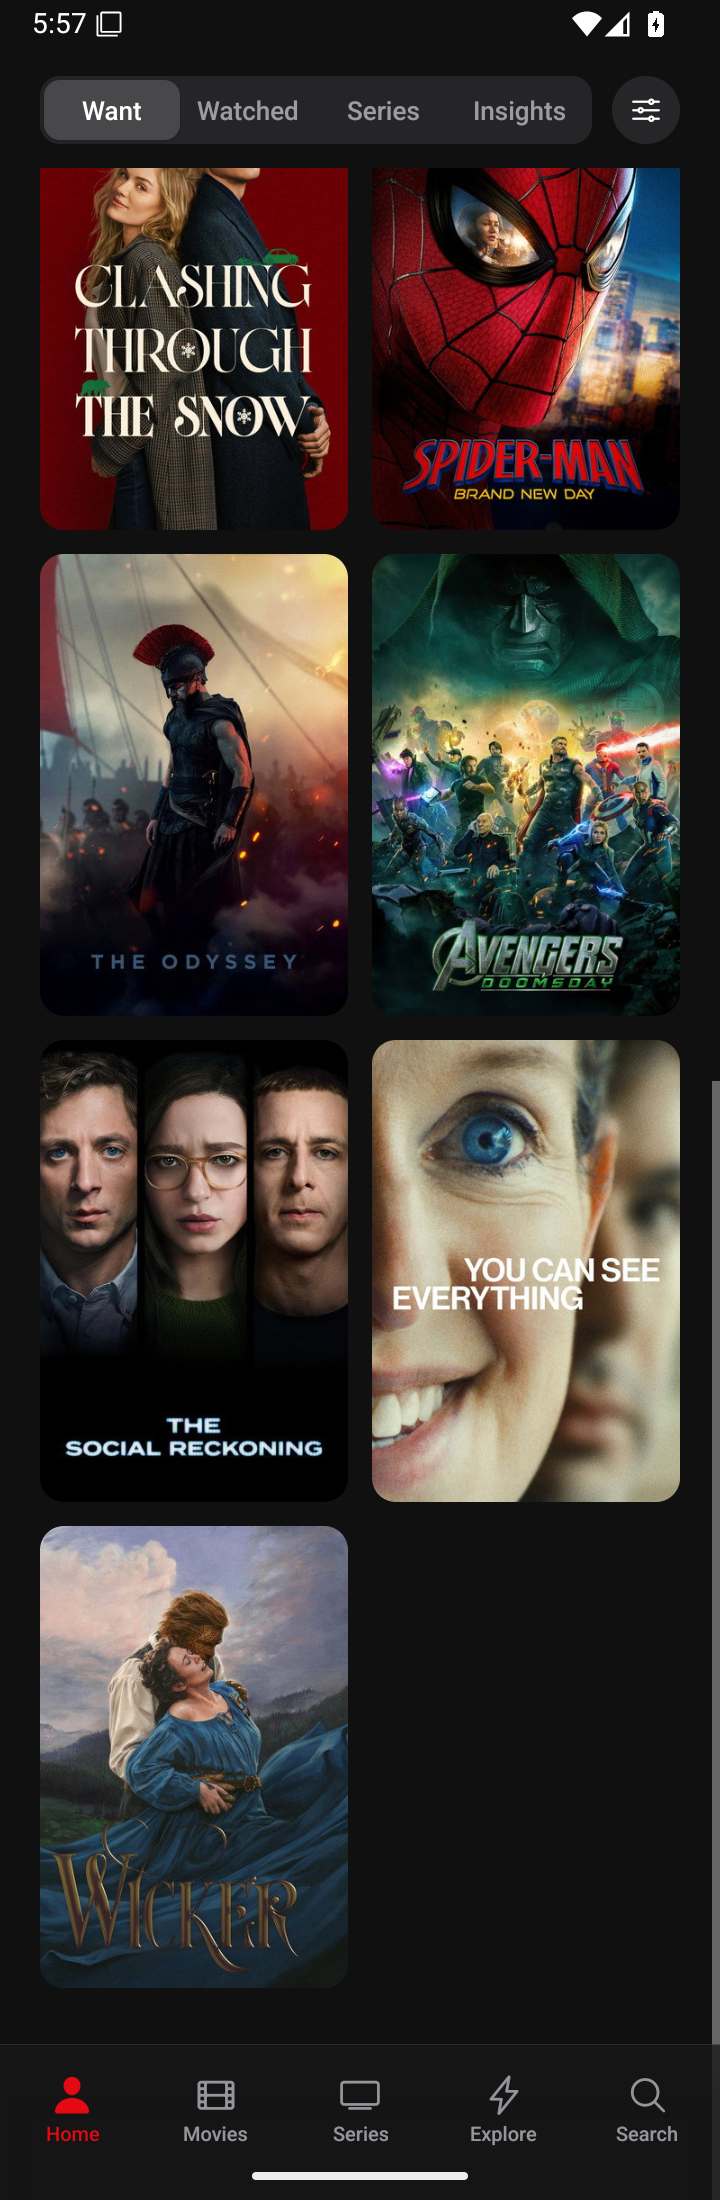 5:57
Want
Watched
Series
Insights
CLASHING
THROUGH
THE SNOW
SPIDER-MAN
BRAND NEW DAY
THE ODYSSEY
AVENGERS
DOOMSDAY
THE
SOCIAL RECKONING
YOU CAN SEE
EVERYTHING
WICKER
Home
Movies
Series
Explore
Search